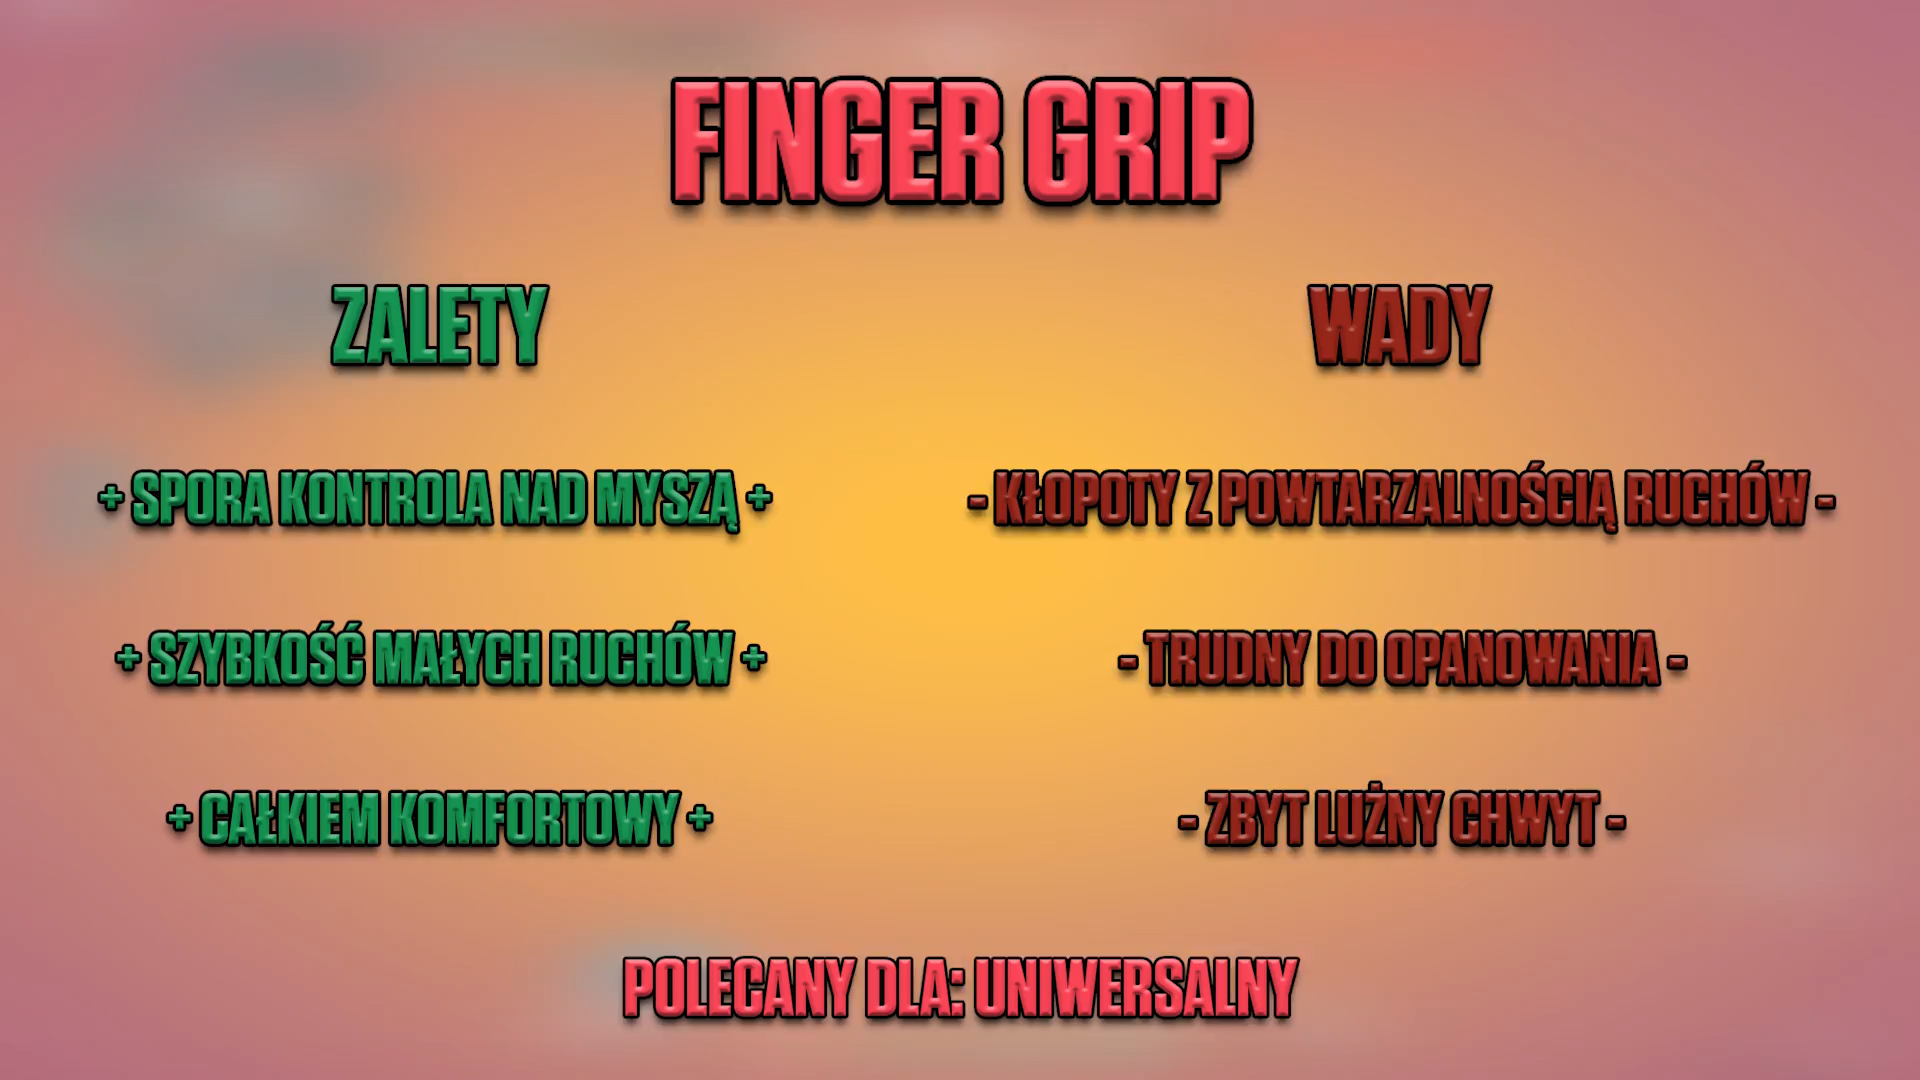 FINGER GRIP
ZALETY
WADY
+ SPORA KONTROLA NAD MYSZĄ +
- KŁOPOTY Z POWTARZALNOŚCIĄ RUCHÓW -
+ SZYBKOŚĆ MAŁYCH RUCHÓW +
- TRUDNY DO OPANOWANIA -
+ CAŁKIEM KOMFORTOWY +
- ZBYT LUŻNY CHWYT -
POLECANY DLA: UNIWERSALNY